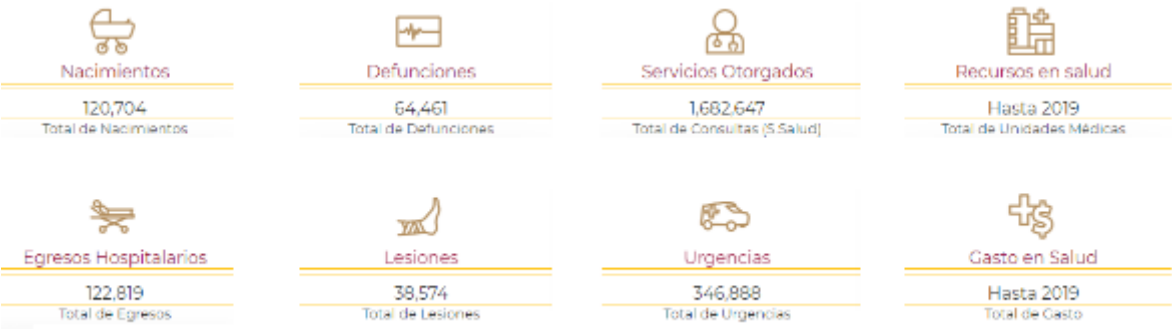 Nacimientos
120,704
Total de Nacimientos
Defunciones
64,461
Total de Defunciones
Servicios Otorgados
1,682,647
Total de Consultas (S.Salud)
Recursos en salud
Hasta 2019
Total de Unidades Médicas
Egresos Hospitalarios
122,819
Total de Egresos
Lesiones
38,574
Total de Lesiones
Urgencias
346,888
Total de Urgencias
Gasto en Salud
Hasta 2019
Total de Gasto